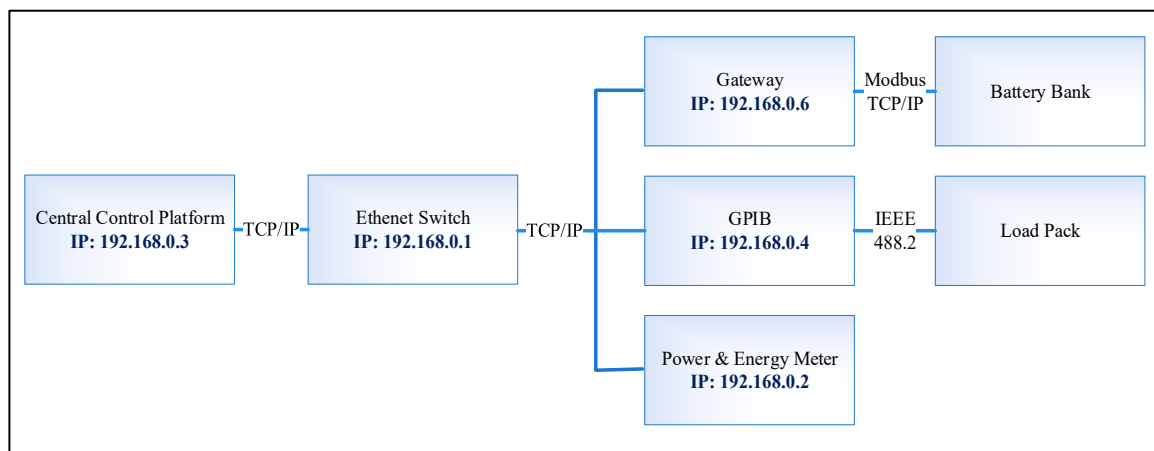 Gateway
IP: 192.168.0.6
Modbus
TCP/IP
Battery Bank
Central Control Platform
IP: 192.168.0.3
TCP/IP
Ethenet Switch
IP: 192.168.0.1
TCP/IP
GPIB
IP: 192.168.0.4
IEEE
488.2
Load Pack
Power & Energy Meter
IP: 192.168.0.2